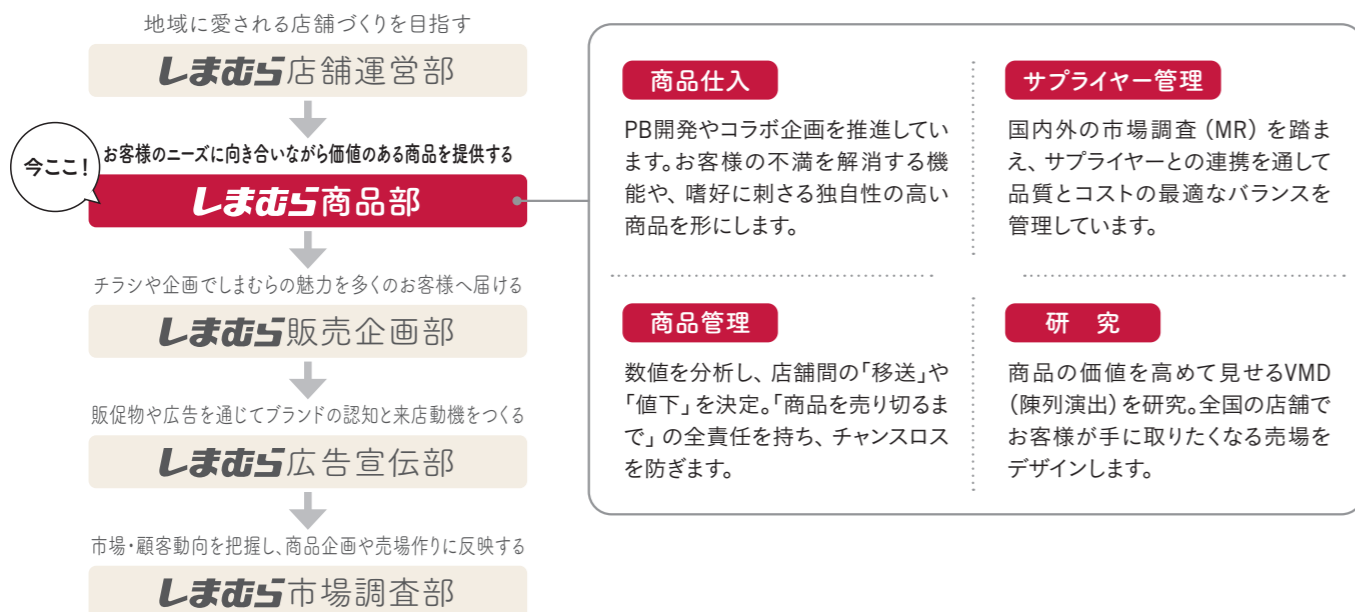 地域に愛される店舗づくりを目指す
しまむら店舗運営部
今ここ!
お客様のニーズに向き合いながら価値のある商品を提供する
しまむら商品部
チラシや企画でしまむらの魅力を多くのお客様へ届ける
しまむら販売企画部
販促物や広告を通じてブランドの認知と来店動機をつくる
しまむら広告宣伝部
市場・顧客動向を把握し、商品企画や売場作りに反映する
しまむら市場調査部
商品仕入
PB開発やコラボ企画を推進してい
ます。お客様の不満を解消する機
能や、嗜好に刺さる独自性の高い
商品を形にします。
サプライヤー管理
国内外の市場調査(MR)を踏ま
え、サプライヤーとの連携を通して
品質とコストの最適なバランスを
管理しています。
商品管理
数値を分析し、店舗間の「移送」や
「値下」を決定。「商品を売り切るま
で」の全責任を持ち、チャンスロス
を防ぎます。
研 究
商品の価値を高めて見せるVMD
(陳列演出)を研究。全国の店舗で
お客様が手に取りたくなる売場を
デザインします。